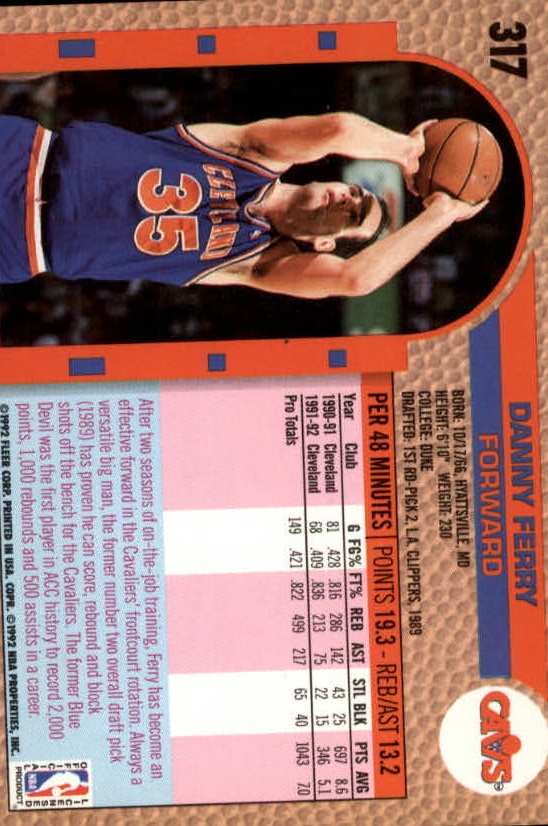 317
CLEVELAND
35
DANNY FERRY
FORWARD
CAVS
BORN: 10/17/66, HYATTSVILLE, MD
HEIGHT: 6'10" WEIGHT: 230
COLLEGE: DUKE
DRAFTED: 1ST RD-PICK 2, L.A. CLIPPERS, 1989
PER 48 MINUTES | POINTS 19.3 - REB/AST 13.2
Year Club G FG% FT% REB AST STL BLK PTS AVG
1990-91 Cleveland 81 .428 .816 286 142 43 25 697 8.6
1991-92 Cleveland 68 .409 .836 213 75 22 15 346 5.1
Pro Totals 149 .421 .822 499 217 65 40 1043 7.0
After two seasons of on-the-job training, Ferry has become an
effective forward in the Cavaliers' frontcourt rotation. Always a
versatile big man, the former number two overall draft pick
(1989) has proven he can score, rebound and block
shots off the bench for the Cavaliers. The former Blue
Devil was the first player in ACC history to record 2,000
points, 1,000 rebounds and 500 assists in a career.
©1992 FLEER CORP. PRINTED IN USA. COPR. ©1992 NBA PROPERTIES, INC.
OFFICIAL
LICENSED
NBA
PRODUCT